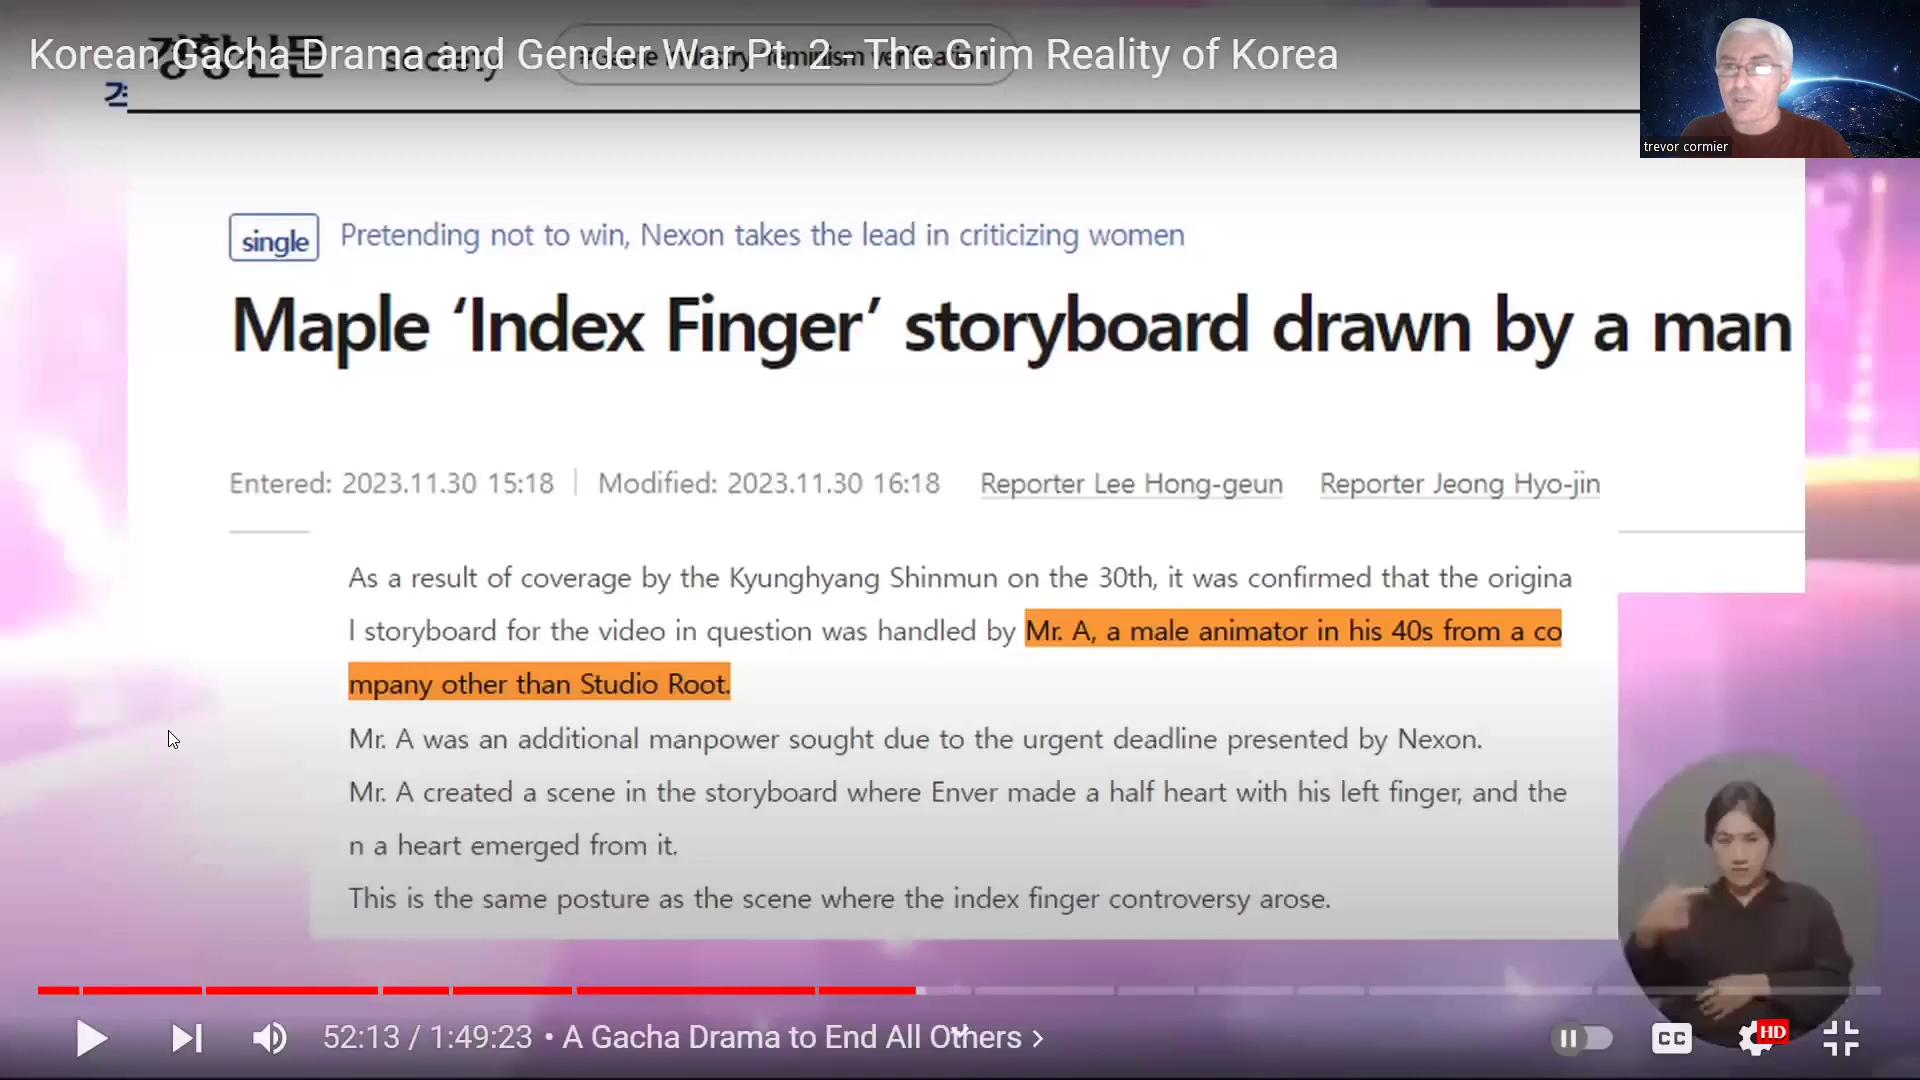 Korean Gacha Drama and Gender War Pt. 2 - The Grim Reality of Korea
경향신문 society
trevor cormier
single Pretending not to win, Nexon takes the lead in criticizing women
Maple ‘Index Finger’ storyboard drawn by a man
Entered: 2023.11.30 15:18 | Modified: 2023.11.30 16:18 Reporter Lee Hong-geun Reporter Jeong Hyo-jin
As a result of coverage by the Kyunghyang Shinmun on the 30th, it was confirmed that the origina
l storyboard for the video in question was handled by Mr. A, a male animator in his 40s from a co
mpany other than Studio Root.
Mr. A was an additional manpower sought due to the urgent deadline presented by Nexon.
Mr. A created a scene in the storyboard where Enver made a half heart with his left finger, and the
n a heart emerged from it.
This is the same posture as the scene where the index finger controversy arose.
52:13 / 1:49:23 • A Gacha Drama to End All Others >
CC
HD